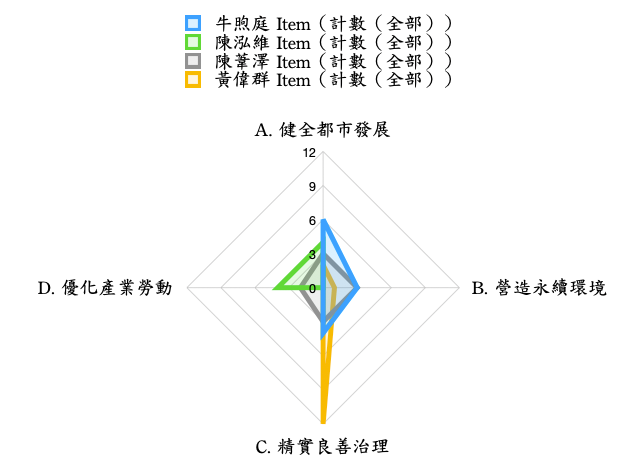 牛煦庭 Item（計數（全部））
陳泓維 Item（計數（全部））
陳葦澤 Item（計數（全部））
黃偉群 Item（計數（全部））
A. 健全都市發展
12
9
6
3
0
D. 優化產業勞動
B. 營造永續環境
C. 精實良善治理